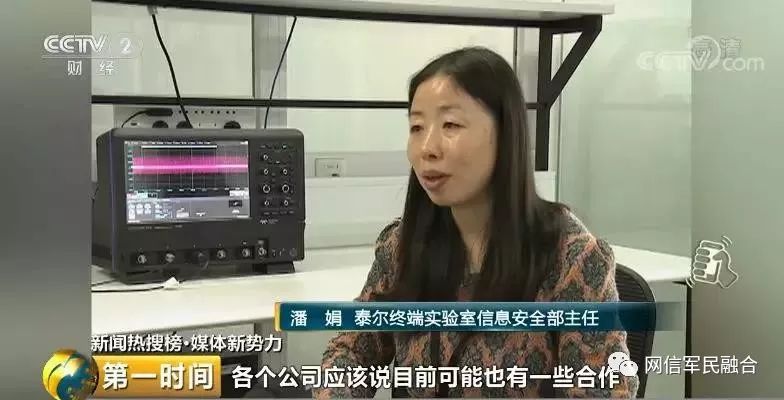 CCTV 2
财经
高清
CCTV.com
潘 娟 泰尔终端实验室信息安全部主任
新闻热搜榜·媒体新势力
第一时间
各个公司应该说目前可能也有一些合作
网信军民融合